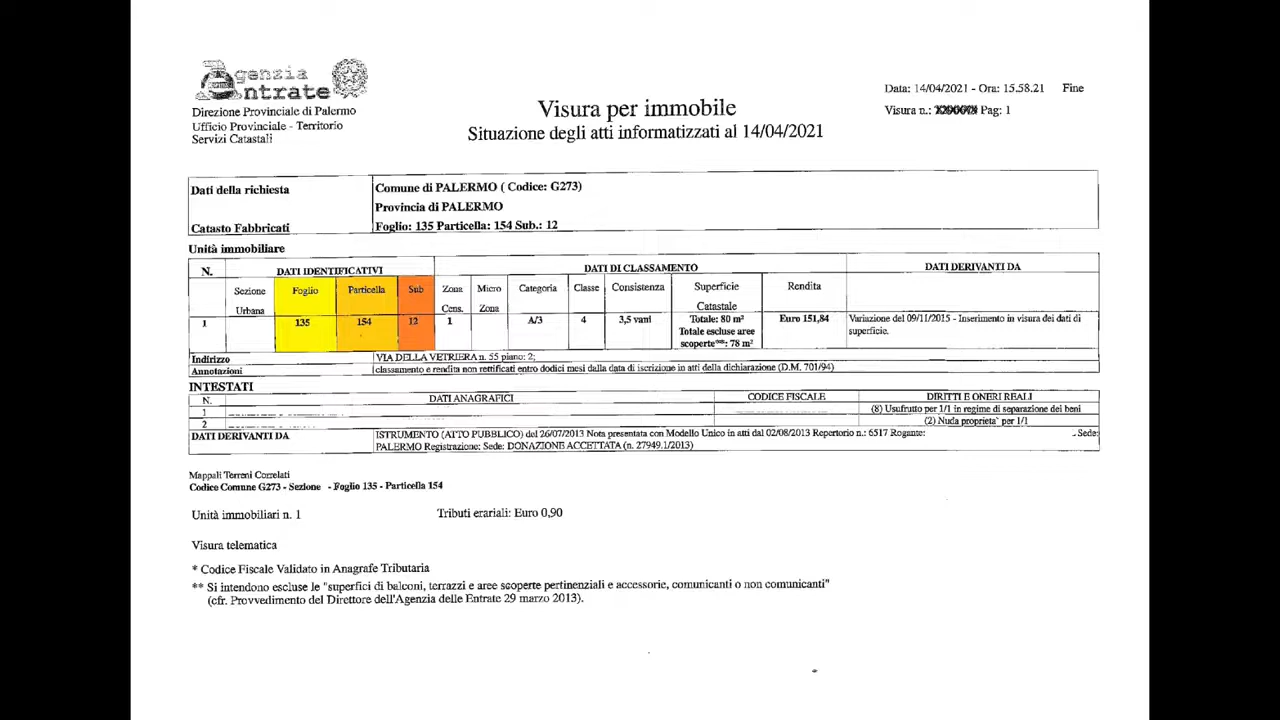 Agenzia
Entrate
Direzione Provinciale di Palermo
Ufficio Provinciale - Territorio
Servizi Catastali
Visura per immobile
Situazione degli atti informatizzati al 14/04/2021
Data: 14/04/2021 - Ora: 15.58.21 Fine
Visura n.: Pag: 1
Dati della richiesta
Comune di PALERMO ( Codice: G273)
Provincia di PALERMO
Catasto Fabbricati
Foglio: 135 Particella: 154 Sub.: 12
Unità immobiliare
N. DATI IDENTIFICATIVI DATI DI CLASSAMENTO DATI DERIVANTI DA
Sezione Foglio Particella Sub Zona Micro Categoria Classe Consistenza Superficie Rendita
Urbana Cens. Zona Catastale
1 135 154 12 1 A/3 4 3,5 vani Totale: 80 m² Euro 151,84 Variazione del 09/11/2015 - Inserimento in visura dei dati di
Totale escluse aree superficie.
scoperte**: 78 m²
Indirizzo VIA DELLA VETRIERA n. 55 piano: 2;
Annotazioni classamento e rendita non rettificati entro dodici mesi dalla data di iscrizione in atti della dichiarazione (D.M. 701/94)
INTESTATI
N. DATI ANAGRAFICI CODICE FISCALE DIRITTI E ONERI REALI
1 (8) Usufrutto per 1/1 in regime di separazione dei beni
2 (2) Nuda proprieta` per 1/1
DATI DERIVANTI DA ISTRUMENTO (ATTO PUBBLICO) del 26/07/2013 Nota presentata con Modello Unico in atti dal 02/08/2013 Repertorio n.: 6517 Rogante: Sede:
PALERMO Registrazione: Sede: DONAZIONE ACCETTATA (n. 27949.1/2013)
Mappali Terreni Correlati
Codice Comune G273 - Sezione - Foglio 135 - Particella 154
Unità immobiliari n. 1 Tributi erariali: Euro 0,90
Visura telematica
* Codice Fiscale Validato in Anagrafe Tributaria
** Si intendono escluse le "superfici di balconi, terrazzi e aree scoperte pertinenziali e accessorie, comunicanti o non comunicanti"
(cfr. Provvedimento del Direttore dell'Agenzia delle Entrate 29 marzo 2013).